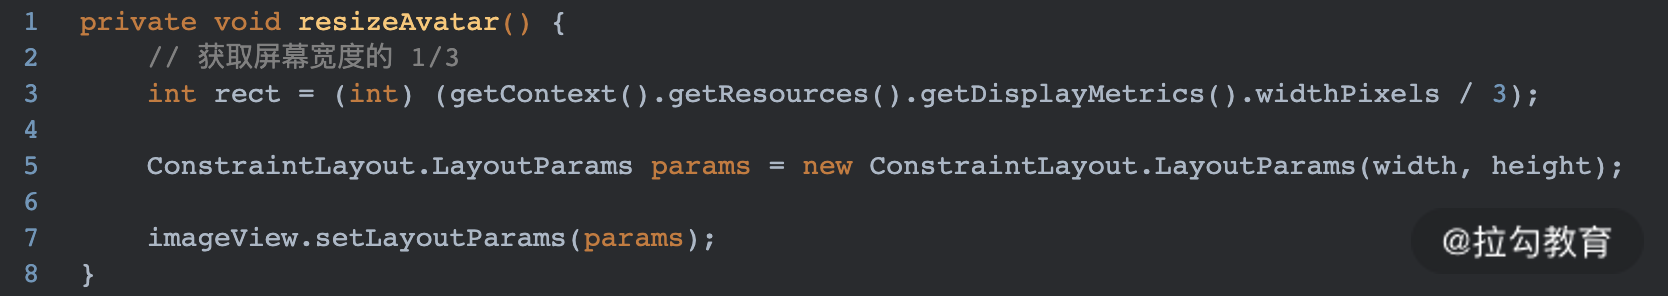 1 private void resizeAvatar() {
2 // 获取屏幕宽度的 1/3
3 int rect = (int) (getContext().getResources().getDisplayMetrics().widthPixels / 3);
4
5 ConstraintLayout.LayoutParams params = new ConstraintLayout.LayoutParams(width, height);
6
7 imageView.setLayoutParams(params);
8 }
@拉勾教育